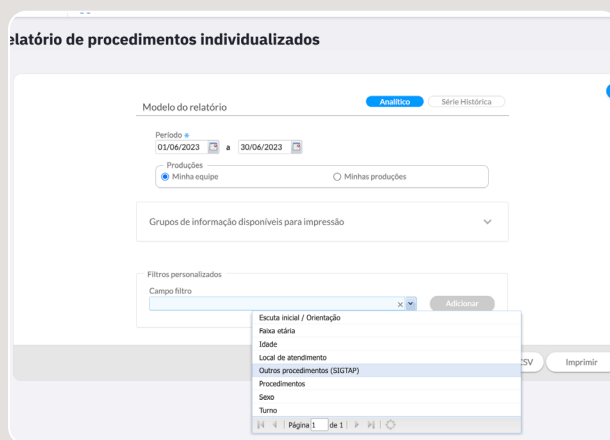 elatório de procedimentos individualizados
Modelo do relatório
Analítico
Série Histórica
Período
01/06/2023 a 30/06/2023
Produções
Minha equipe
Minhas produções
Grupos de informação disponíveis para impressão
Filtros personalizados
Campo filtro
Adicionar
Escuta inicial / Orientação
Faixa etária
Idade
Local de atendimento
Outros procedimentos (SIGTAP)
Procedimentos
Sexo
Turno
Página 1 de 1
CSV
Imprimir